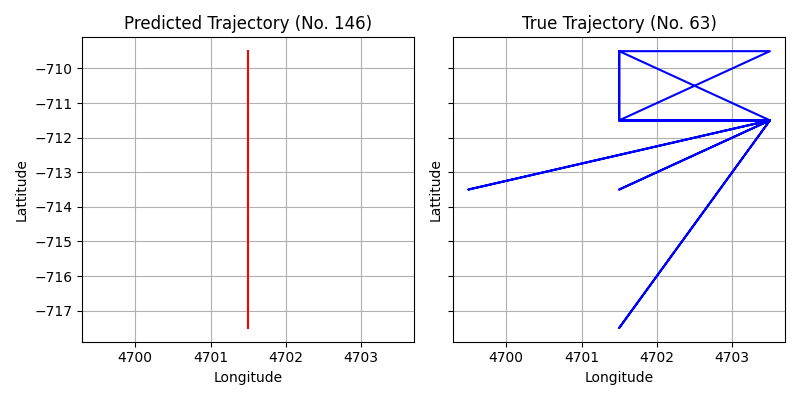 Predicted Trajectory (No. 146)
True Trajectory (No. 63)
−710
−711
−712
−713
−714
−715
−716
−717
Lattitude
Lattitude
4700 4701 4702 4703
4700 4701 4702 4703
Longitude
Longitude